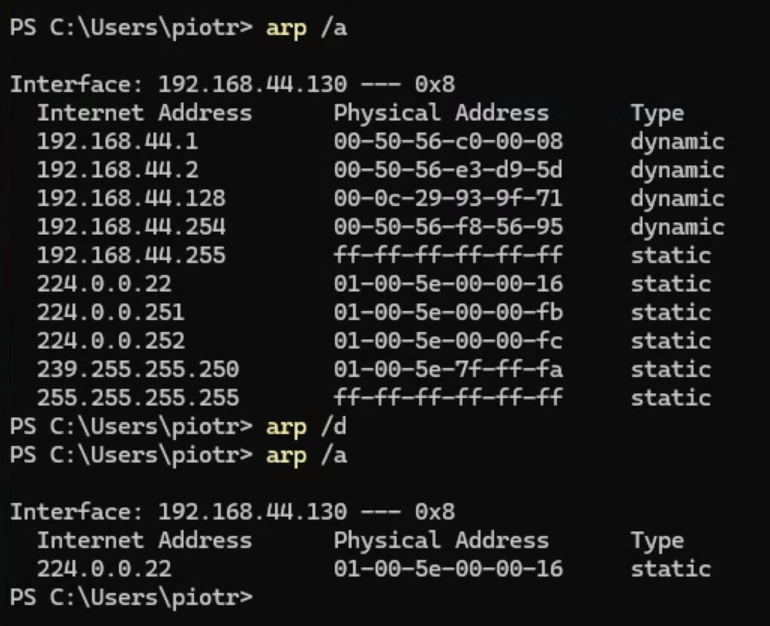 PS C:\Users\piotr> arp /a
Interface: 192.168.44.130 --- 0x8
Internet Address Physical Address Type
192.168.44.1 00-50-56-c0-00-08 dynamic
192.168.44.2 00-50-56-e3-d9-5d dynamic
192.168.44.128 00-0c-29-93-9f-71 dynamic
192.168.44.254 00-50-56-f8-56-95 dynamic
192.168.44.255 ff-ff-ff-ff-ff-ff static
224.0.0.22 01-00-5e-00-00-16 static
224.0.0.251 01-00-5e-00-00-fb static
224.0.0.252 01-00-5e-00-00-fc static
239.255.255.250 01-00-5e-7f-ff-fa static
255.255.255.255 ff-ff-ff-ff-ff-ff static
PS C:\Users\piotr> arp /d
PS C:\Users\piotr> arp /a
Interface: 192.168.44.130 --- 0x8
Internet Address Physical Address Type
224.0.0.22 01-00-5e-00-00-16 static
PS C:\Users\piotr>